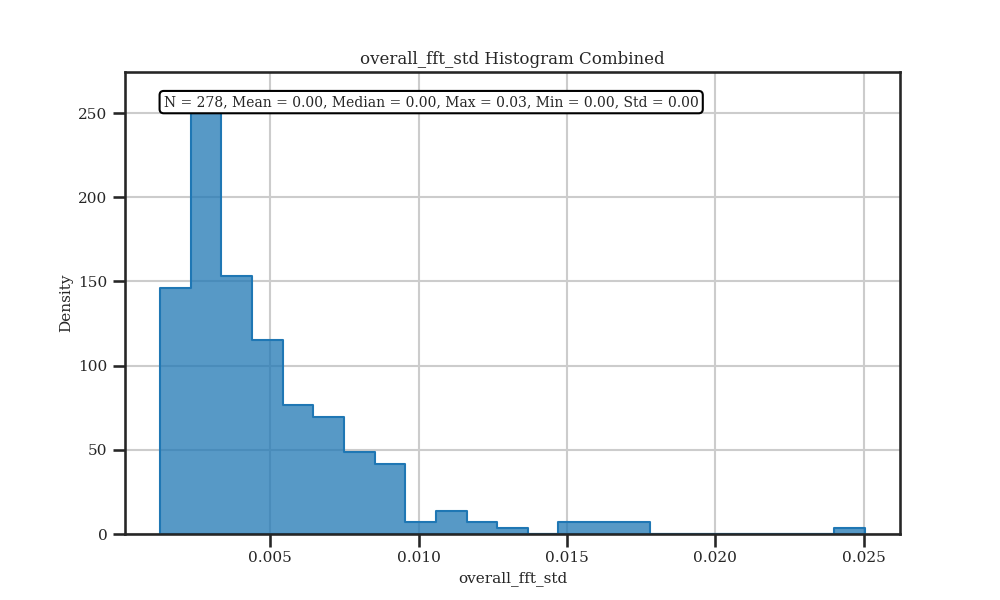 overall_fft_std Histogram Combined
N = 278, Mean = 0.00, Median = 0.00, Max = 0.03, Min = 0.00, Std = 0.00
250
200
150
100
50
0
Density
0.005 0.010 0.015 0.020 0.025
overall_fft_std